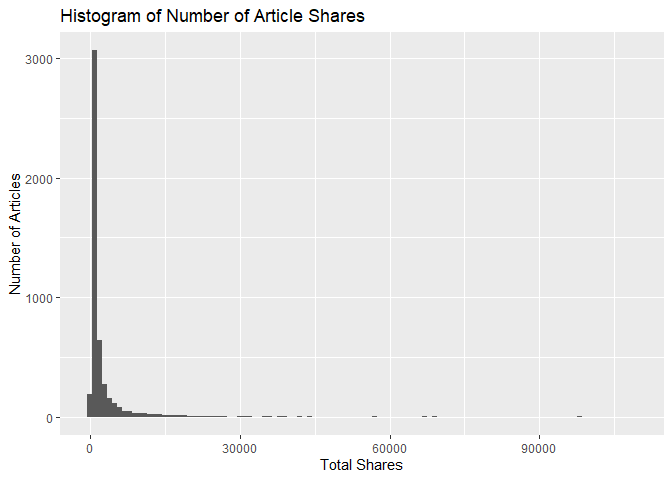 Histogram of Number of Article Shares
Number of Articles
3000
2000
1000
0
0 30000 60000 90000
Total Shares